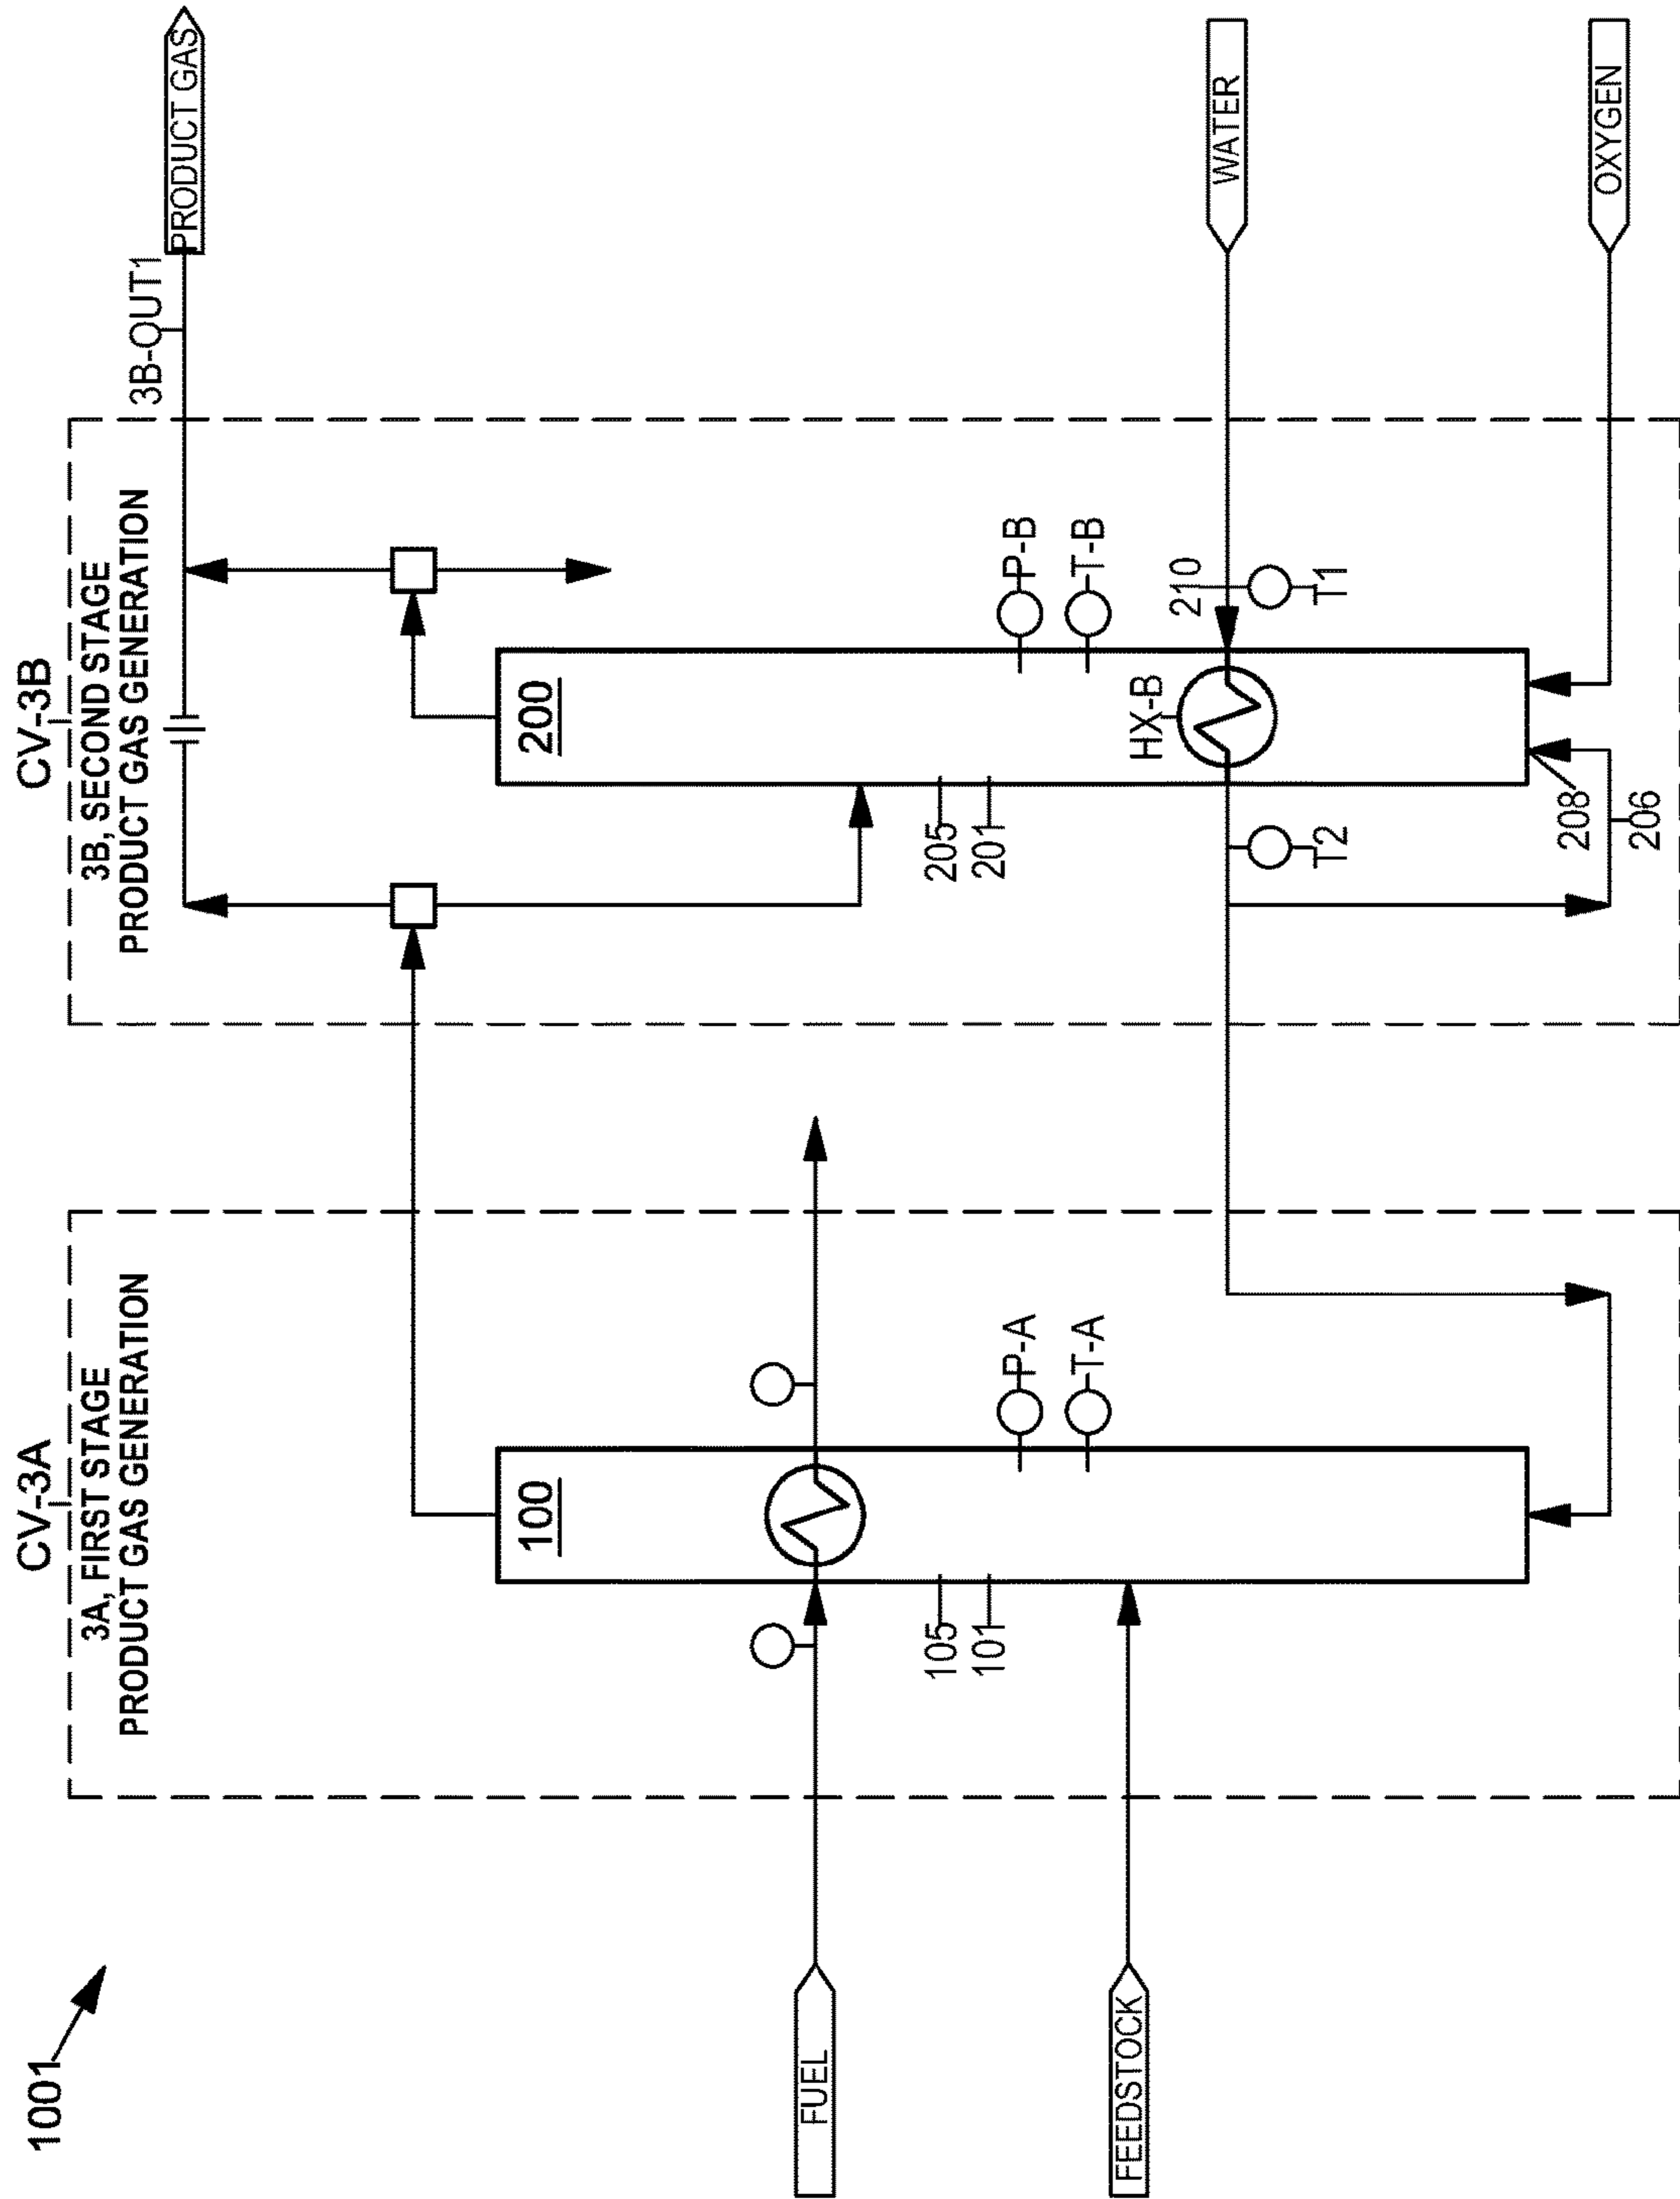 1001
CV-3A
3A, FIRST STAGE
PRODUCT GAS GENERATION
CV-3B
3B, SECOND STAGE
PRODUCT GAS GENERATION
3B-OUT1
PRODUCT GAS
100
200
FUEL
105
101
P-A
T-A
205
201
P-B
T-B
FEEDSTOCK
HX-B
210
T1
T2
WATER
208
206
OXYGEN